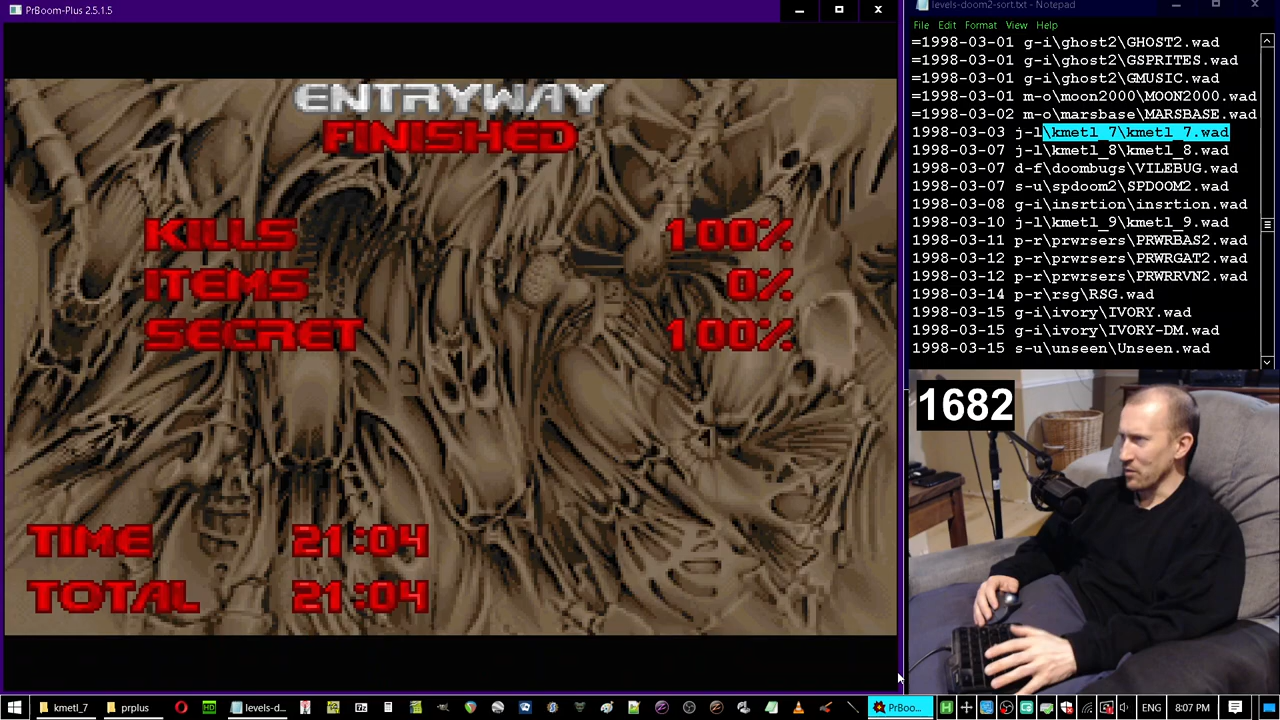 PrBoom-Plus 2.5.1.5
ENTRYWAY
FINISHED
KILLS 100%
ITEMS 0%
SECRET 100%
TIME 21:04
TOTAL 21:04
levels-doom2-sort.txt - Notepad
File Edit Format View Help
=1998-03-01 g-i\ghost2\GHOST2.wad
=1998-03-01 g-i\ghost2\GSPRITES.wad
=1998-03-01 g-i\ghost2\GMUSIC.wad
=1998-03-01 m-o\moon2000\MOON2000.wad
=1998-03-02 m-o\marsbase\MARSBASE.wad
1998-03-03 j-l\kmetl_7\kmetl_7.wad
1998-03-07 j-l\kmetl_8\kmetl_8.wad
1998-03-07 d-f\doombugs\VILEBUG.wad
1998-03-07 s-u\spdoom2\SPDOOM2.wad
1998-03-08 g-i\insrtion\insrtion.wad
1998-03-10 j-l\kmetl_9\kmetl_9.wad
1998-03-11 p-r\prwrsers\PRWRBAS2.wad
1998-03-12 p-r\prwrsers\PRWRGAT2.wad
1998-03-12 p-r\prwrsers\PRWRRVN2.wad
1998-03-14 p-r\rsg\RSG.wad
1998-03-15 g-i\ivory\IVORY.wad
1998-03-15 g-i\ivory\IVORY-DM.wad
1998-03-15 s-u\unseen\Unseen.wad
1682
kmetl_7 prplus levels-d... PrBoo... ENG 8:07 PM